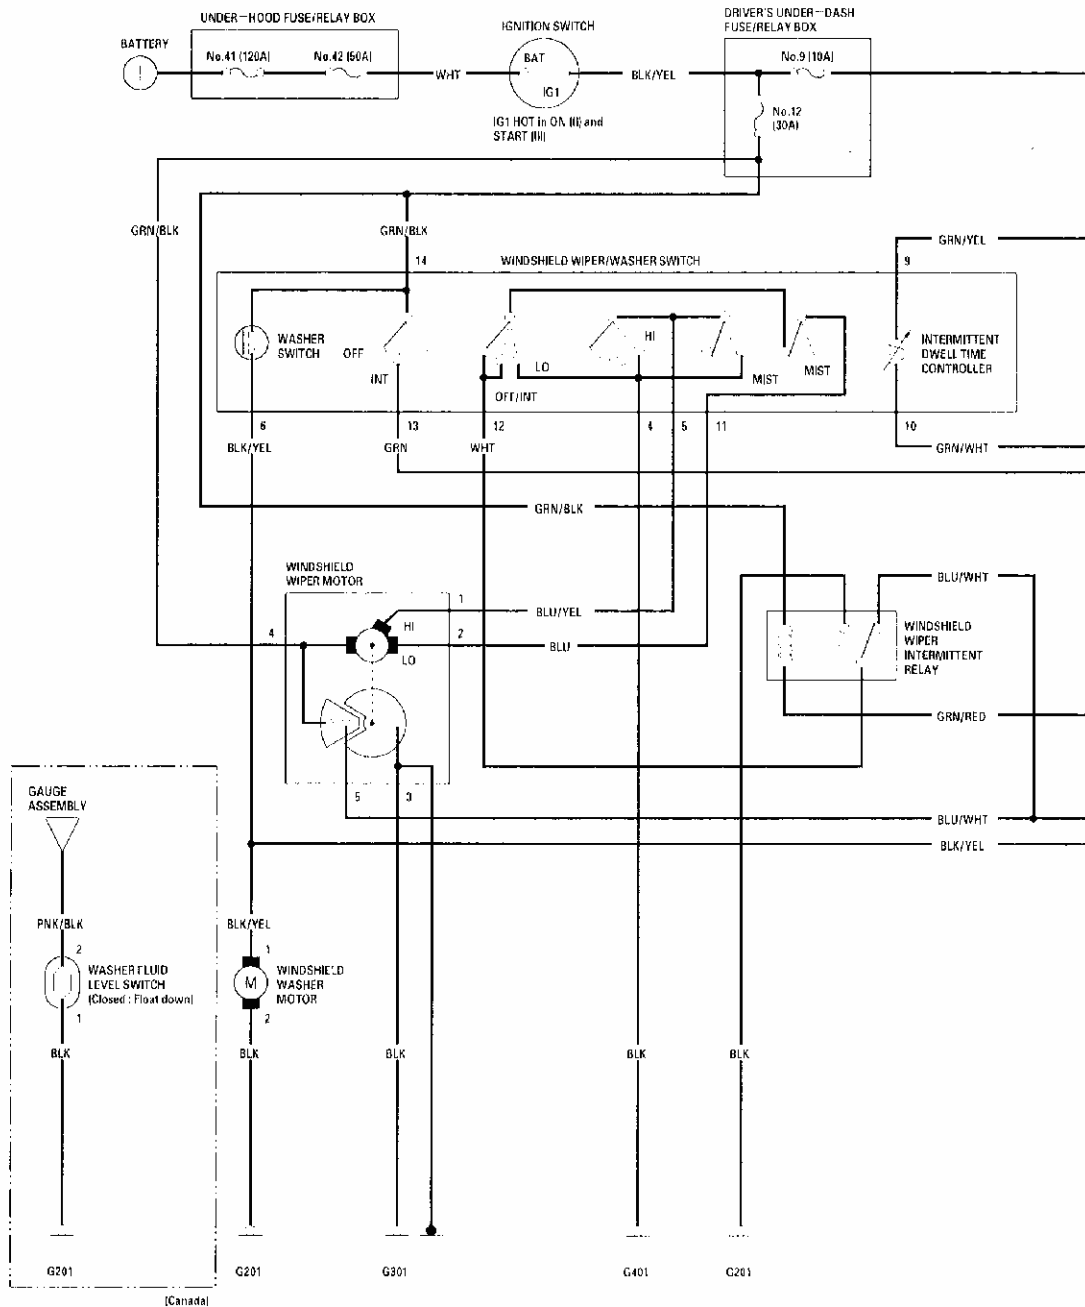 UNDER-HOOD FUSE/RELAY BOX
IGNITION SWITCH
DRIVER'S UNDER-DASH
FUSE/RELAY BOX
BATTERY
No.41 (120A)
No.42 (50A)
BAT
No.9 (10A)
WHT
BLK/YEL
IG1
No.12
(30A)
IG1 HOT in ON (II) and
START (III)
GRN/BLK
GRN/BLK
GRN/YEL
14
WINDSHIELD WIPER/WASHER SWITCH
9
WASHER
SWITCH
OFF
INT
HI
LO
OFF/INT
MIST
MIST
INTERMITTENT
DWELL TIME
CONTROLLER
6
13
12
4
5
11
10
BLK/YEL
GRN
WHT
GRN/WHT
GRN/BLK
WINDSHIELD
WIPER MOTOR
BLU/WHT
1
BLU/YEL
4
HI
2
BLU
LO
WINDSHIELD
WIPER
INTERMITTENT
RELAY
GRN/RED
5
3
GAUGE
ASSEMBLY
BLU/WHT
BLK/YEL
PNK/BLK
BLK/YEL
2
1
WASHER FLUID
LEVEL SWITCH
(Closed : Float down)
M
WINDSHIELD
WASHER
MOTOR
1
2
BLK
BLK
BLK
BLK
BLK
G201
G201
G301
G401
G201
(Canada)